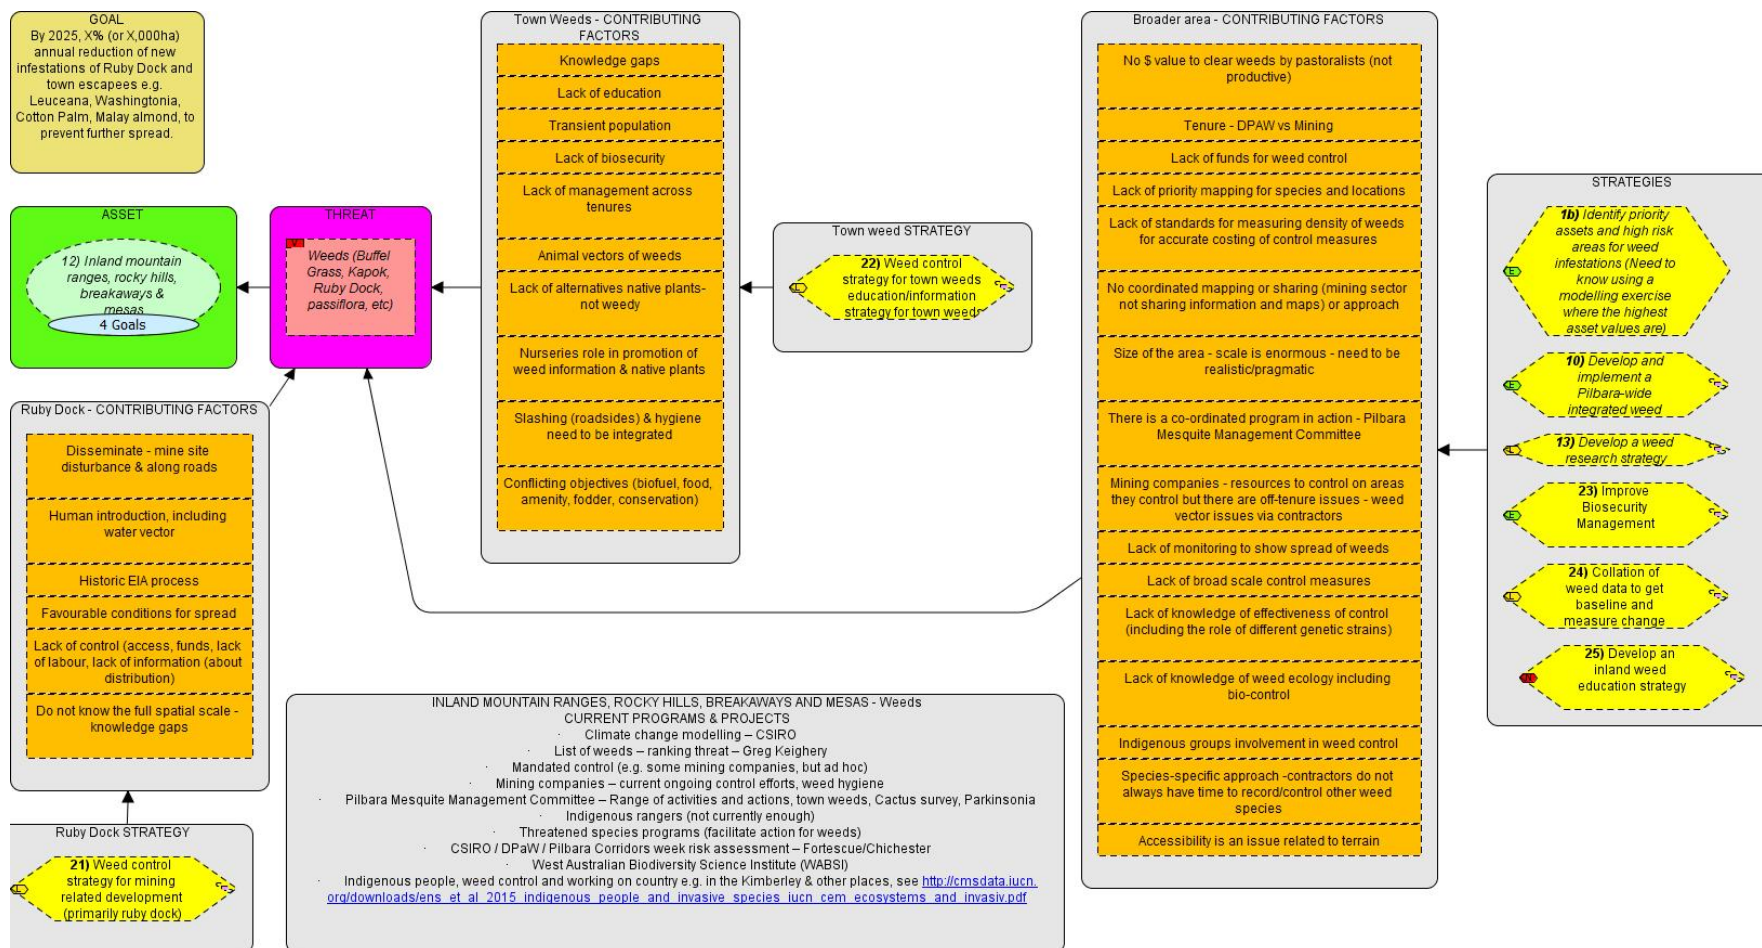 GOAL
By 2025, X% (or X,000ha)
annual reduction of new
infestations of Ruby Dock and
town escapees e.g.
Leuceana, Washingtonia,
Cotton Palm, Malay almond, to
prevent further spread.
ASSET
12) Inland mountain
ranges, rocky hills,
breakaways &
mesas
4 Goals
THREAT
Weeds (Buffel
Grass, Kapok,
Ruby Dock,
passiflora, etc)
Ruby Dock - CONTRIBUTING FACTORS
Disseminate - mine site
disturbance & along roads
Human introduction, including
water vector
Historic EIA process
Favourable conditions for spread
Lack of control (access, funds, lack
of labour, lack of information (about
distribution)
Do not know the full spatial scale -
knowledge gaps
Ruby Dock STRATEGY
L
21) Weed control
strategy for mining
related development
(primarily ruby dock)
Town Weeds - CONTRIBUTING
FACTORS
Knowledge gaps
Lack of education
Transient population
Lack of biosecurity
Lack of management across
tenures
Animal vectors of weeds
Lack of alternatives native plants-
not weedy
Nurseries role in promotion of
weed information & native plants
Slashing (roadsides) & hygiene
need to be integrated
Conflicting objectives (biofuel, food,
amenity, fodder, conservation)
Town weed STRATEGY
L
22) Weed control
strategy for town weeds
education/information
strategy for town weeds
Broader area - CONTRIBUTING FACTORS
No $ value to clear weeds by pastoralists (not
productive)
Tenure - DPAW vs Mining
Lack of funds for weed control
Lack of priority mapping for species and locations
Lack of standards for measuring density of weeds
for accurate costing of control measures
No coordinated mapping or sharing (mining sector
not sharing information and maps) or approach
Size of the area - scale is enormous - need to be
realistic/pragmatic
There is a co-ordinated program in action - Pilbara
Mesquite Management Committee
Mining companies - resources to control on areas
they control but there are off-tenure issues - weed
vector issues via contractors
Lack of monitoring to show spread of weeds
Lack of broad scale control measures
Lack of knowledge of effectiveness of control
(including the role of different genetic strains)
Lack of knowledge of weed ecology including
bio-control
Indigenous groups involvement in weed control
Species-specific approach -contractors do not
always have time to record/control other weed
species
Accessibility is an issue related to terrain
STRATEGIES
1b) Identify priority
assets and high risk
areas for weed
infestations (Need to
know using a
modelling exercise
where the highest
asset values are)
E
10) Develop and
implement a
Pilbara-wide
integrated weed
E
13) Develop a weed
research strategy
L
23) Improve
Biosecurity
Management
E
24) Collation of
weed data to get
baseline and
measure change
L
25) Develop an
inland weed
education strategy
N
INLAND MOUNTAIN RANGES, ROCKY HILLS, BREAKAWAYS AND MESAS - Weeds
CURRENT PROGRAMS & PROJECTS
· Climate change modelling – CSIRO
· List of weeds – ranking threat – Greg Keighery
· Mandated control (e.g. some mining companies, but ad hoc)
· Mining companies – current ongoing control efforts, weed hygiene
· Pilbara Mesquite Management Committee – Range of activities and actions, town weeds, Cactus survey, Parkinsonia
· Indigenous rangers (not currently enough)
· Threatened species programs (facilitate action for weeds)
· CSIRO / DPaW / Pilbara Corridors week risk assessment – Fortescue/Chichester
· West Australian Biodiversity Science Institute (WABSI)
· Indigenous people, weed control and working on country e.g. in the Kimberley & other places, see http://cmsdata.iucn.
org/downloads/ens_et_al_2015_indigenous_people_and_invasive_species_iucn_cem_ecosystems_and_invasiv.pdf